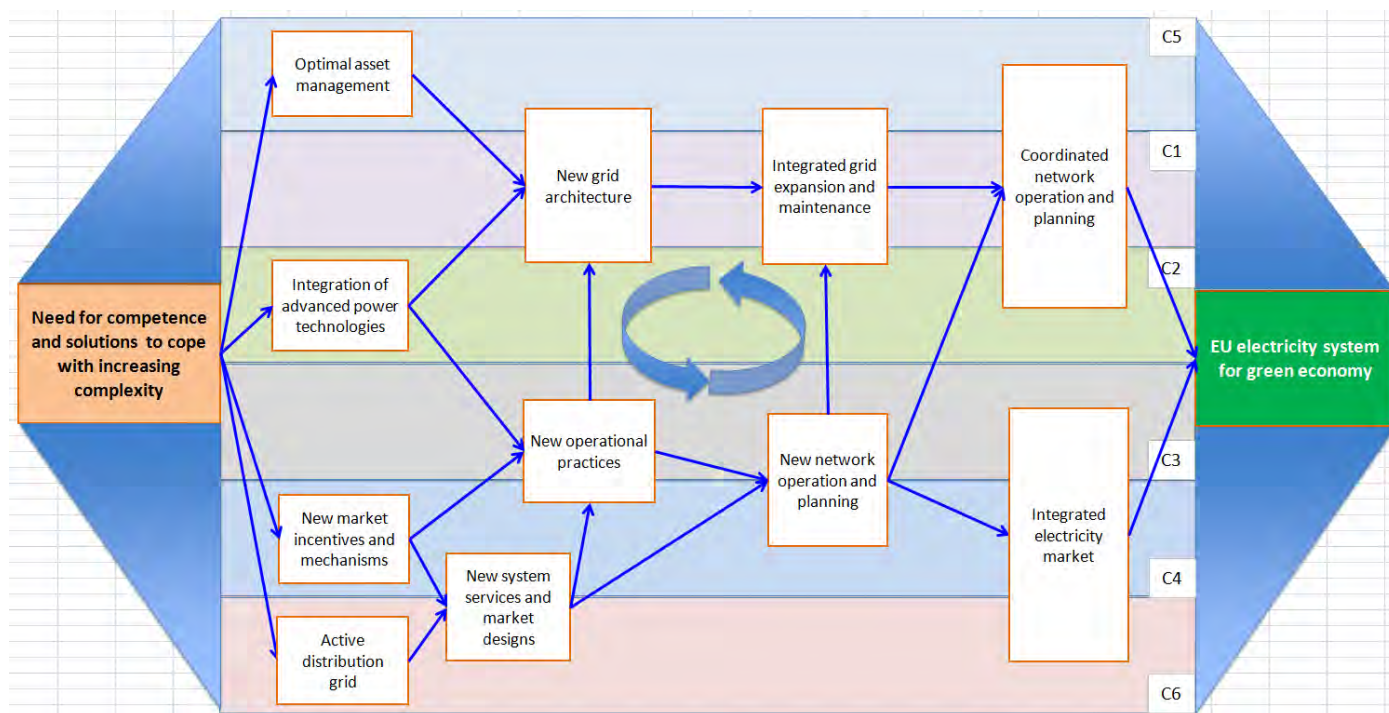 C5
Optimal asset
management
C1
New grid
architecture
Integrated grid
expansion and
maintenance
Coordinated
network
operation and
planning
C2
Integration of
advanced power
technologies
Need for competence
and solutions to cope
with increasing
complexity
EU electricity system
for green economy
New operational
practices
New network
operation and
planning
C3
New market
incentives and
mechanisms
Integrated
electricity
market
New system
services and
market
designs
C4
Active
distribution
grid
C6